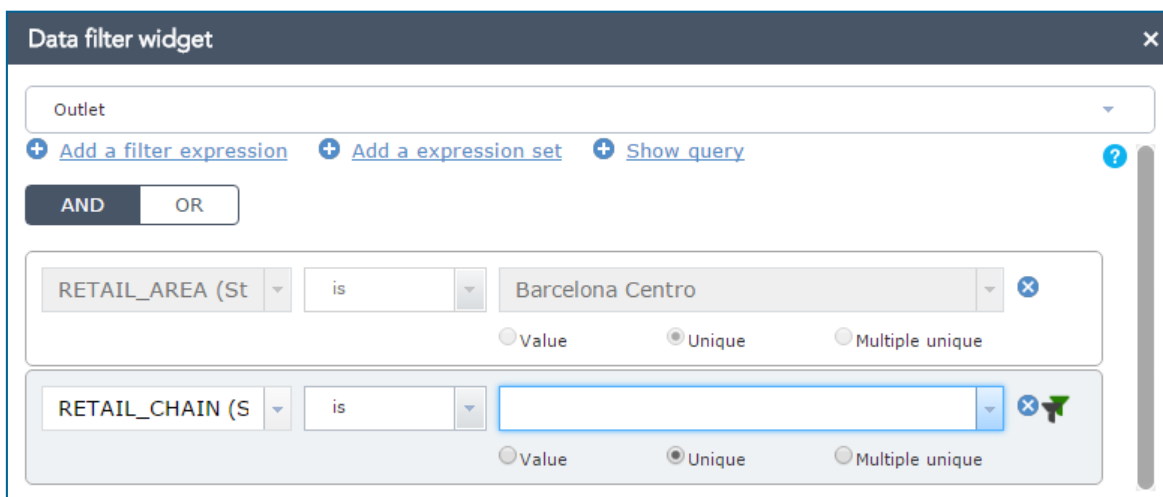 Data filter widget
Outlet
Add a filter expression Add a expression set Show query
AND OR
RETAIL_AREA (St is Barcelona Centro
Value Unique Multiple unique
RETAIL_CHAIN (S is
Value Unique Multiple unique